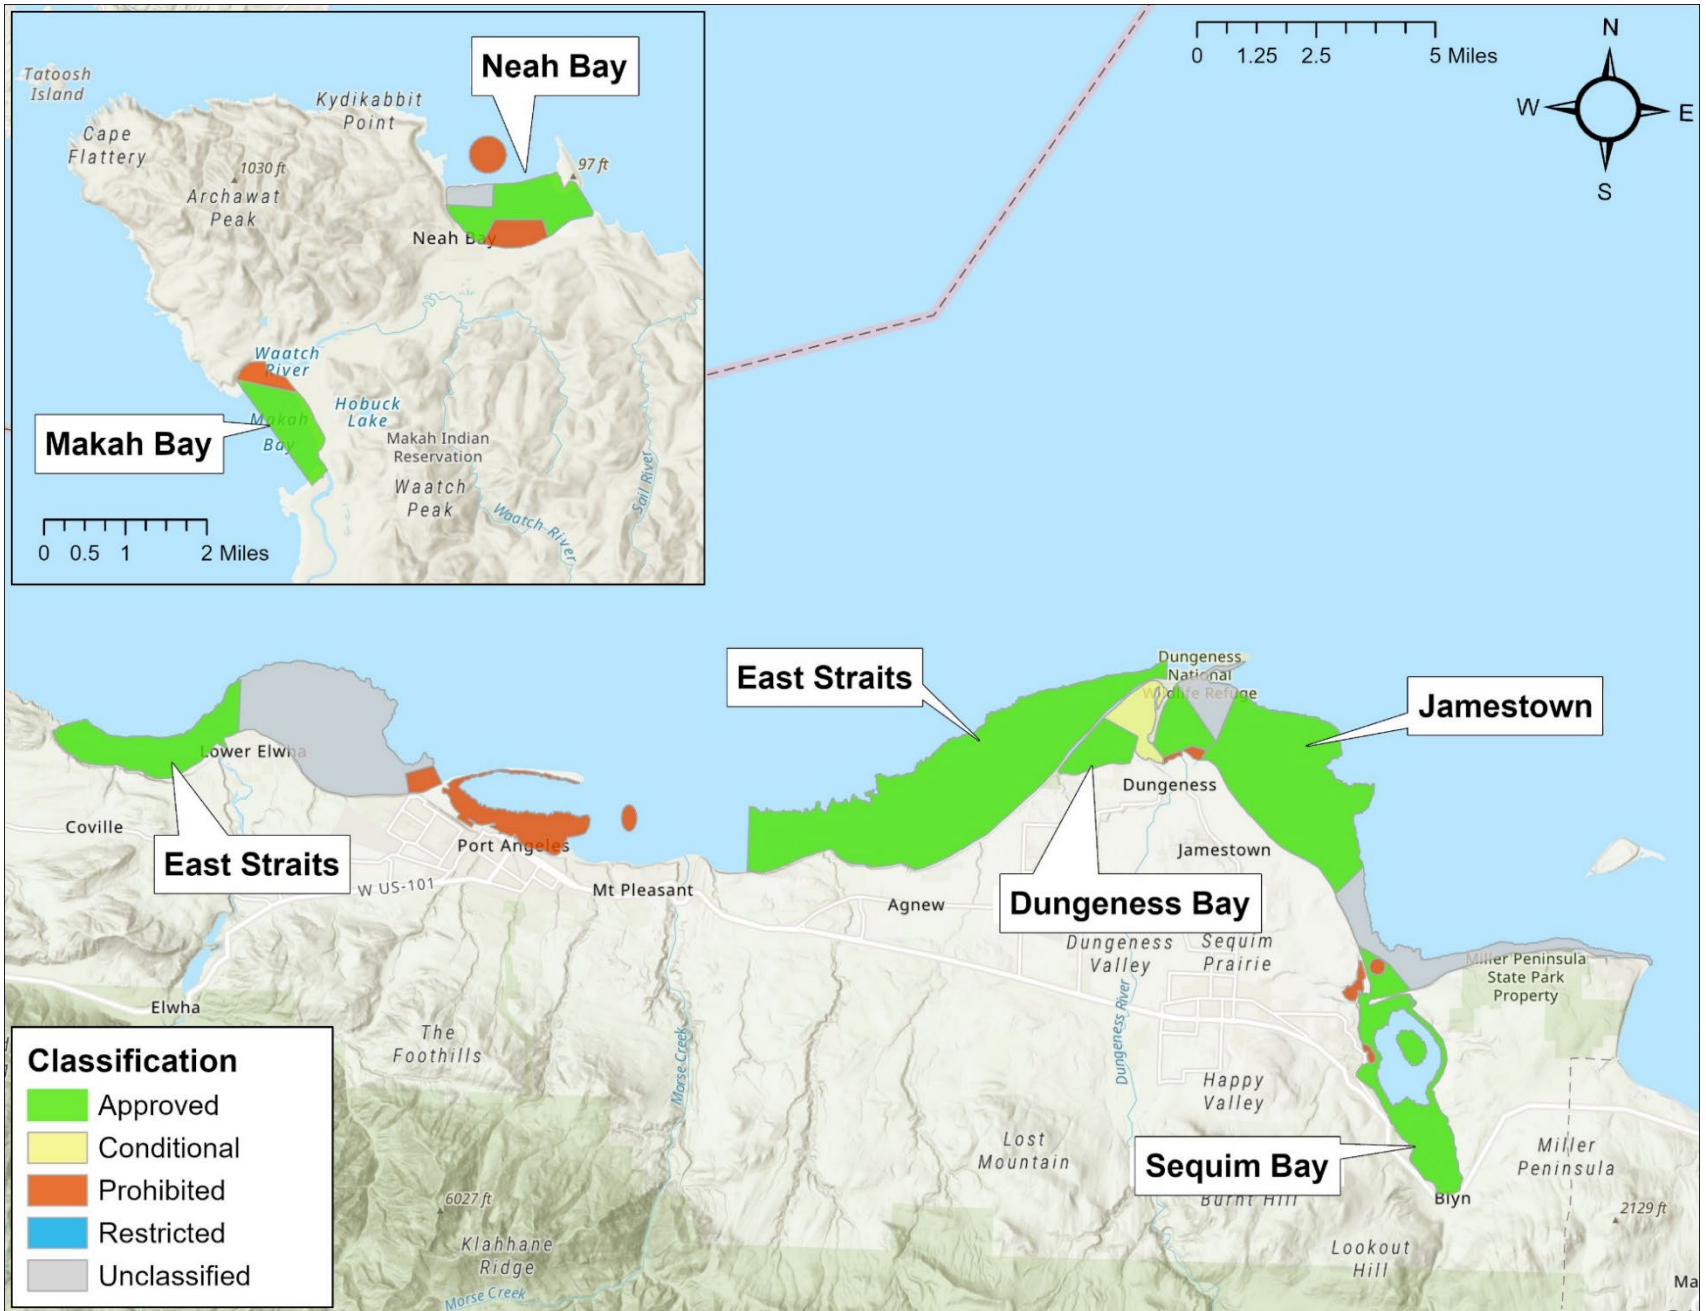 Tatoosh
Island
Cape
Flattery
Kydikabbit
Point
Neah Bay
1030 ft
Archawat
Peak
97 ft
Neah Bay
Waatch
River
Makah Bay
Makah
Bay
Hobuck
Lake
Makah Indian
Reservation
Waatch
Peak
Waatch River
Sail River
0 0.5 1 2 Miles
0 1.25 2.5 5 Miles
N
W
E
S
East Straits
Dungeness
National
Wildlife Refuge
Jamestown
Lower Elwha
Coville
East Straits
W US-101
Port Angeles
Mt Pleasant
Agnew
Dungeness
Jamestown
Dungeness Bay
Dungeness
Valley
Sequim
Prairie
Miller Peninsula
State Park
Property
Elwha
The
Foothills
Morse Creek
Dungeness River
Happy
Valley
Lost
Mountain
Sequim Bay
Burnt Hill
Blyn
Miller
Peninsula
2129 ft
Lookout
Hill
Ma
6027 ft
Klahhane
Ridge
Morse Creek
Classification
Approved
Conditional
Prohibited
Restricted
Unclassified